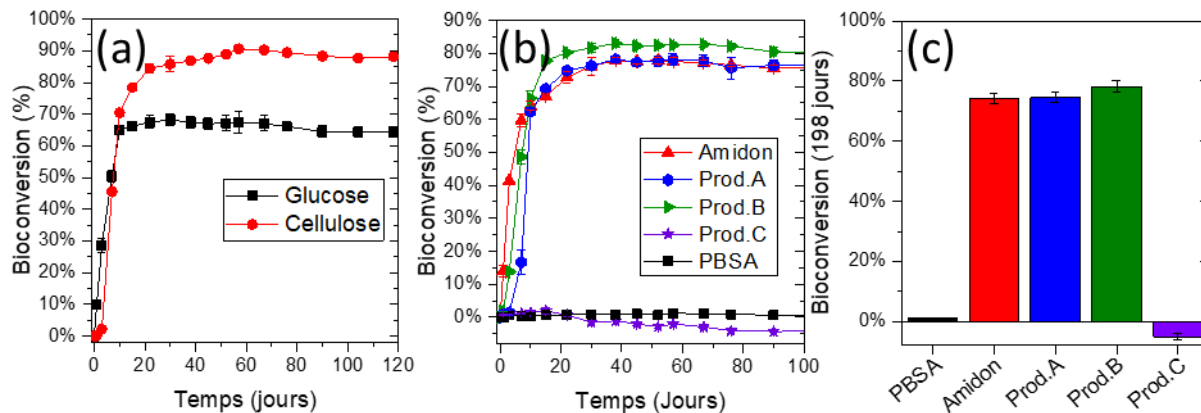 (a)
Bioconversion (%)
100%
90%
80%
70%
60%
50%
40%
30%
20%
10%
0%
Glucose
Cellulose
0 20 40 60 80 100 120
Temps (jours)
(b)
Bioconversion (%)
90%
80%
70%
60%
50%
40%
30%
20%
10%
0%
Amidon
Prod.A
Prod.B
Prod.C
PBSA
0 20 40 60 80 100
Temps (Jours)
(c)
Bioconversion (198 jours)
100%
80%
60%
40%
20%
0%
PBSA
Amidon
Prod.A
Prod.B
Prod.C